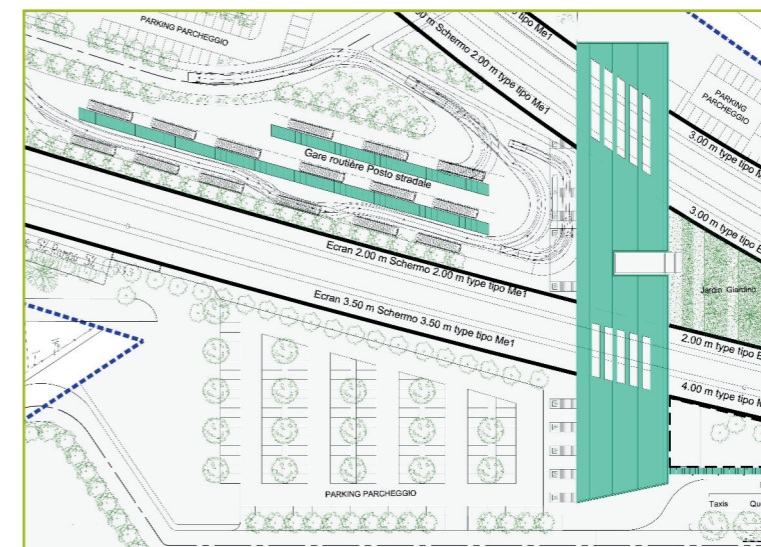 PARKING PARCHEGGIO
00 m Schermo 2.00 m type tipo Me1
Me1
PARKING
PARCHEGGIO
3.00 m type tipo
Gare routière Posto stradale
3.00 m type tipo
Ecran 2.00 m Schermo 2.00 m type tipo Me1
Jardin Giardino
Ecran 3.50 m Schermo 3.50 m type tipo Me1
2.00 m type tipo
4.00 m type tipo
PARKING PARCHEGGIO
Taxis